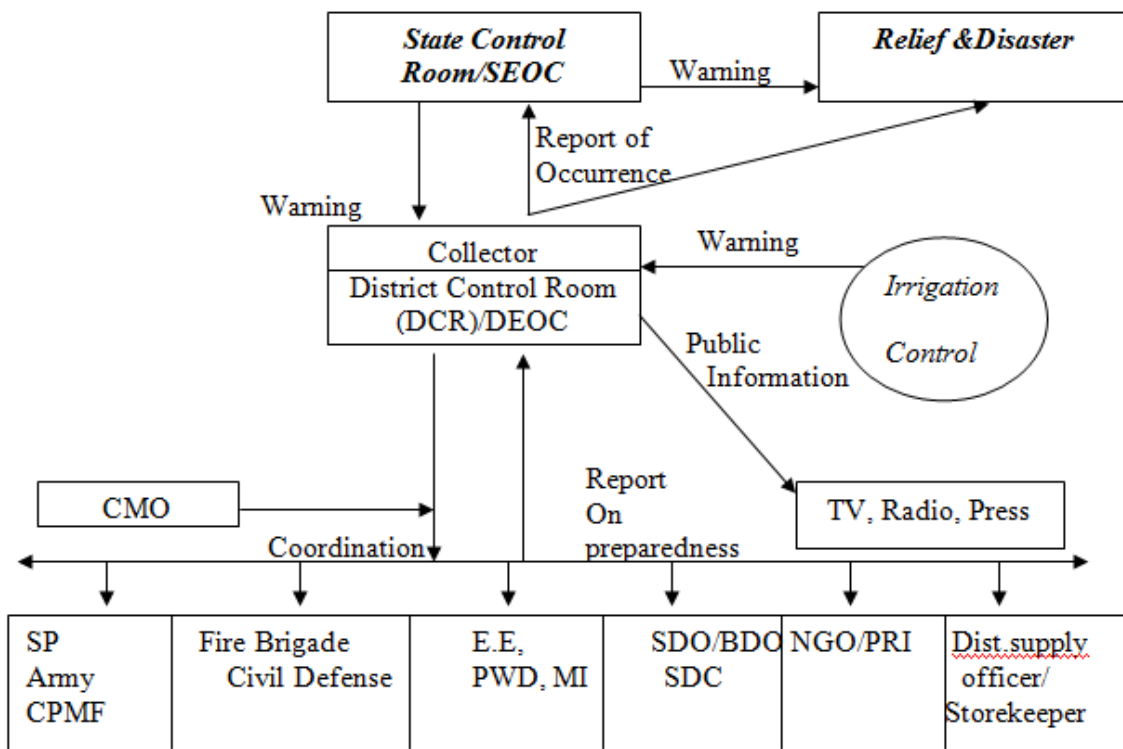 State Control
Room/SEOC
Relief &Disaster
Warning
Report of
Occurrence
Warning
Collector
District Control Room
(DCR)/DEOC
Warning
Irrigation
Control
Public
Information
CMO
Report
On
preparedness
TV, Radio, Press
Coordination
SP
Army
CPMF
Fire Brigade
Civil Defense
E.E,
PWD, MI
SDO/BDO
SDC
NGO/PRI
Dist.supply
officer/
Storekeeper